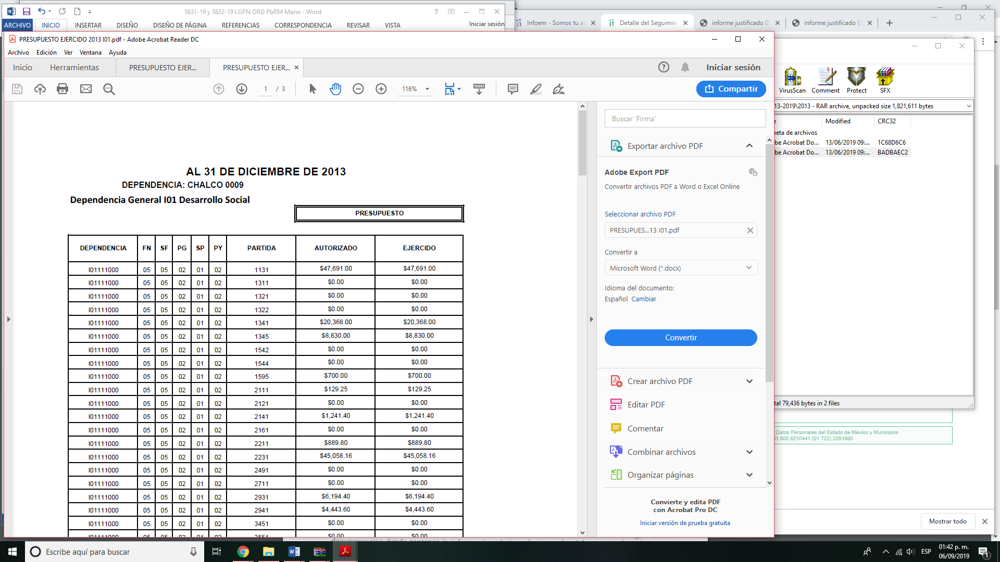 5831-19 y 5832-19 LGPN ORD PbRM Mario - Word
ARCHIVO INICIO INSERTAR DISEÑO DISEÑO DE PÁGINA REFERENCIAS CORRESPONDENCIA REVISAR VISTA Iniciar sesión
Infoem - Somos tu ac
Detalle del Seguimie
informe justificado 0
informe justificado (2
PRESUPUESTO EJERCIDO 2013 I01.pdf - Adobe Acrobat Reader DC
Archivo Edición Ver Ventana Ayuda
Inicio Herramientas PRESUPUESTO EJER... PRESUPUESTO EJER... Iniciar sesión
1 / 3 116% Compartir
AL 31 DE DICIEMBRE DE 2013
DEPENDENCIA: CHALCO 0009
Dependencia General I01 Desarrollo Social
PRESUPUESTO
DEPENDENCIA FN SF PG SP PY PARTIDA AUTORIZADO EJERCIDO
I01111000 05 05 02 01 02 1131 $47,691.00 $47,691.00
I01111000 05 05 02 01 02 1311 $0.00 $0.00
I01111000 05 05 02 01 02 1321 $0.00 $0.00
I01111000 05 05 02 01 02 1322 $0.00 $0.00
I01111000 05 05 02 01 02 1341 $20,368.00 $20,368.00
I01111000 05 05 02 01 02 1345 $8,830.00 $8,830.00
I01111000 05 05 02 01 02 1542 $0.00 $0.00
I01111000 05 05 02 01 02 1544 $0.00 $0.00
I01111000 05 05 02 01 02 1595 $700.00 $700.00
I01111000 05 05 02 01 02 2111 $129.25 $129.25
I01111000 05 05 02 01 02 2121 $0.00 $0.00
I01111000 05 05 02 01 02 2141 $1,241.40 $1,241.40
I01111000 05 05 02 01 02 2161 $0.00 $0.00
I01111000 05 05 02 01 02 2211 $889.80 $889.80
I01111000 05 05 02 01 02 2231 $45,058.16 $45,058.16
I01111000 05 05 02 01 02 2491 $0.00 $0.00
I01111000 05 05 02 01 02 2711 $0.00 $0.00
I01111000 05 05 02 01 02 2931 $6,194.40 $6,194.40
I01111000 05 05 02 01 02 2941 $4,443.60 $4,443.60
I01111000 05 05 02 01 02 3451 $0.00 $0.00
I01111000 05 05 02 01 02 3551 $0.00 $0.00
Buscar 'Firma'
Exportar archivo PDF
Adobe Export PDF
Convertir archivos PDF a Word o Excel Online
Seleccionar archivo PDF
PRESUPUES...13 I01.pdf
Convertir a
Microsoft Word (*.docx)
Idioma del documento:
Español Cambiar
Convertir
Crear archivo PDF
Editar PDF
Comentar
Combinar archivos
Organizar páginas
Convierte y edita PDF
con Acrobat Pro DC
Iniciar versión de prueba gratuita
VirusScan Comment Protect SFX
13-2019\2013 - RAR archive, unpacked size 1,821,611 bytes
e Modified CRC32
peta de archivos
be Acrobat Do... 13/06/2019 09:... 1C68D6C6
be Acrobat Do... 13/06/2019 09:... BADBAEC2
tal 79,436 bytes in 2 files
Datos Personales del Estado de México y Municipios
01 800 8210441 (01 722) 2261980
Mostrar todo
Escribe aquí para buscar
ESP
01:42 p. m.
06/09/2019
1